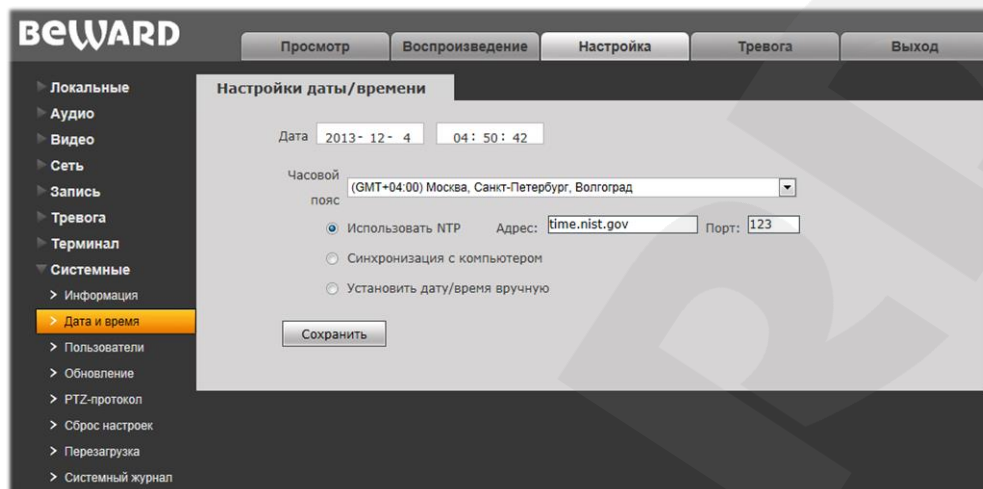 BEWARD
Просмотр Воспроизведение Настройка Тревога Выход
Локальные
Аудио
Видео
Сеть
Запись
Тревога
Терминал
Системные
> Информация
> Дата и время
> Пользователи
> Обновление
> PTZ-протокол
> Сброс настроек
> Перезагрузка
> Системный журнал
Настройки даты/времени
Дата 2013- 12- 4 04: 50: 42
Часовой
пояс (GMT+04:00) Москва, Санкт-Петербург, Волгоград
Использовать NTP Адрес: time.nist.gov Порт: 123
Синхронизация с компьютером
Установить дату/время вручную
Сохранить